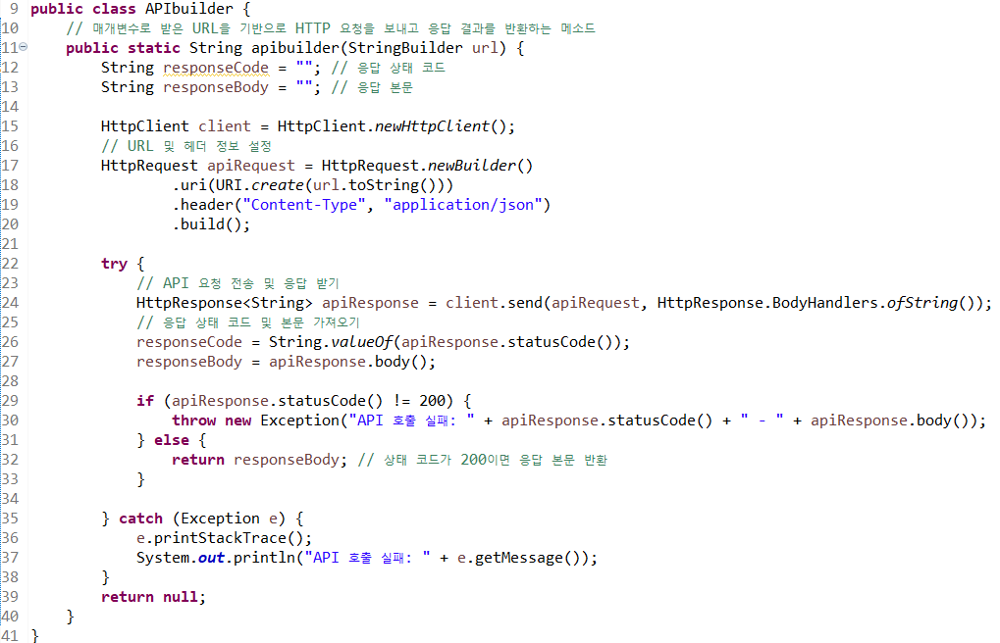 9 public class APIbuilder {
10 // 매개변수로 받은 URL을 기반으로 HTTP 요청을 보내고 응답 결과를 반환하는 메소드
11 public static String apibuilder(StringBuilder url) {
12 String responseCode = ""; // 응답 상태 코드
13 String responseBody = ""; // 응답 본문
14
15 HttpClient client = HttpClient.newHttpClient();
16 // URL 및 헤더 정보 설정
17 HttpRequest apiRequest = HttpRequest.newBuilder()
18 .uri(URI.create(url.toString()))
19 .header("Content-Type", "application/json")
20 .build();
21
22 try {
23 // API 요청 전송 및 응답 받기
24 HttpResponse<String> apiResponse = client.send(apiRequest, HttpResponse.BodyHandlers.ofString());
25 // 응답 상태 코드 및 본문 가져오기
26 responseCode = String.valueOf(apiResponse.statusCode());
27 responseBody = apiResponse.body();
28
29 if (apiResponse.statusCode() != 200) {
30 throw new Exception("API 호출 실패: " + apiResponse.statusCode() + " - " + apiResponse.body());
31 } else {
32 return responseBody; // 상태 코드가 200이면 응답 본문 반환
33 }
34
35 } catch (Exception e) {
36 e.printStackTrace();
37 System.out.println("API 호출 실패: " + e.getMessage());
38 }
39 return null;
40 }
41 }